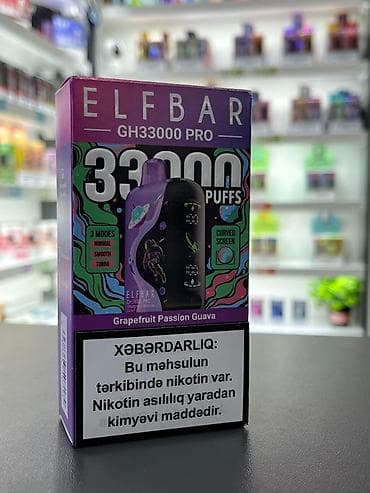 ELFBAR
GH33000 PRO
33000
PUFFS
3 MODES
NORMAL
SMOOTH
TURBO
CURVED
SCREEN
ELFBAR
Grapefruit Passion Guava
XƏBƏRDARLIQ:
Bu məhsulun
tərkibində nikotin var.
Nikotin asılılıq yaradan
kimyəvi maddədir.